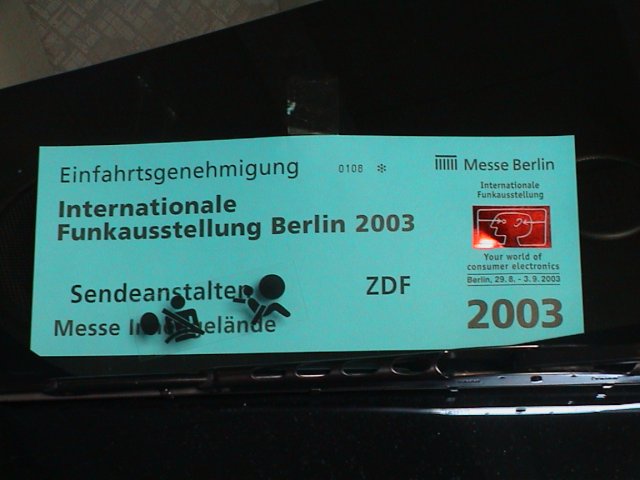 Einfahrtsgenehmigung
0108 *
Messe Berlin
Internationale
Funkausstellung Berlin 2003
Internationale
Funkausstellung
Your world of
consumer electronics
Berlin, 29.8. - 3.9.2003
2003
Sendeanstalten
ZDF
Messe